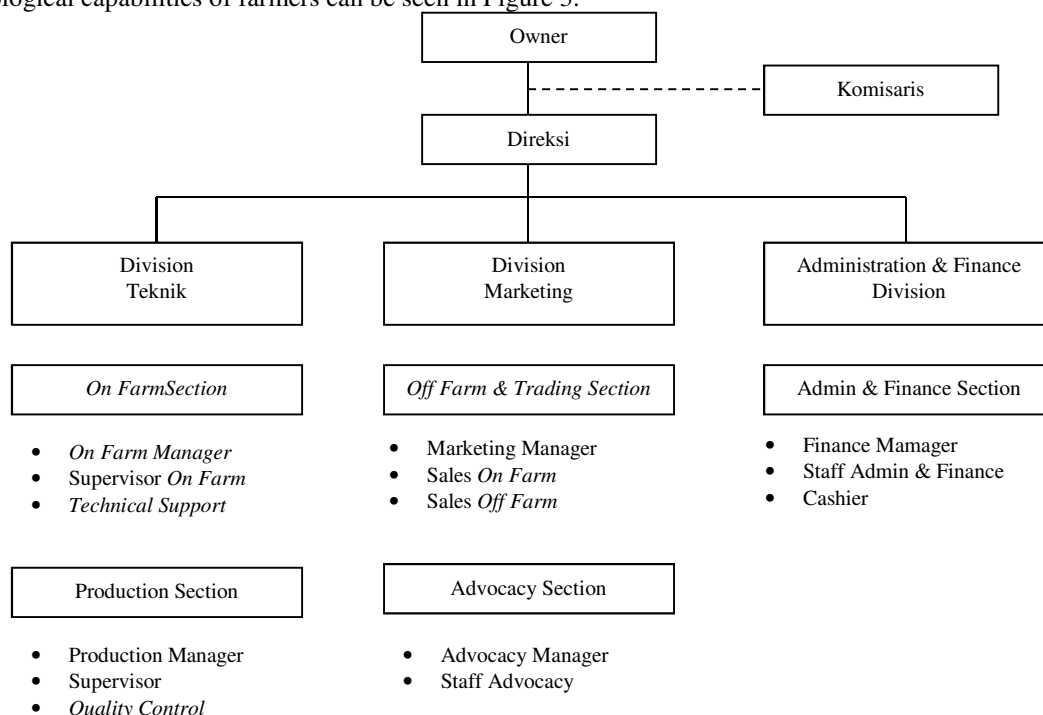 ological capabilities of farmers can be seen in Figure 3.
Owner
Komisaris
Direksi
Division
Teknik
Division
Marketing
Administration & Finance
Division
On FarmSection
Off Farm & Trading Section
Admin & Finance Section
• On Farm Manager
• Supervisor On Farm
• Technical Support
• Marketing Manager
• Sales On Farm
• Sales Off Farm
• Finance Mamager
• Staff Admin & Finance
• Cashier
Production Section
Advocacy Section
• Production Manager
• Supervisor
• Quality Control
• Advocacy Manager
• Staff Advocacy